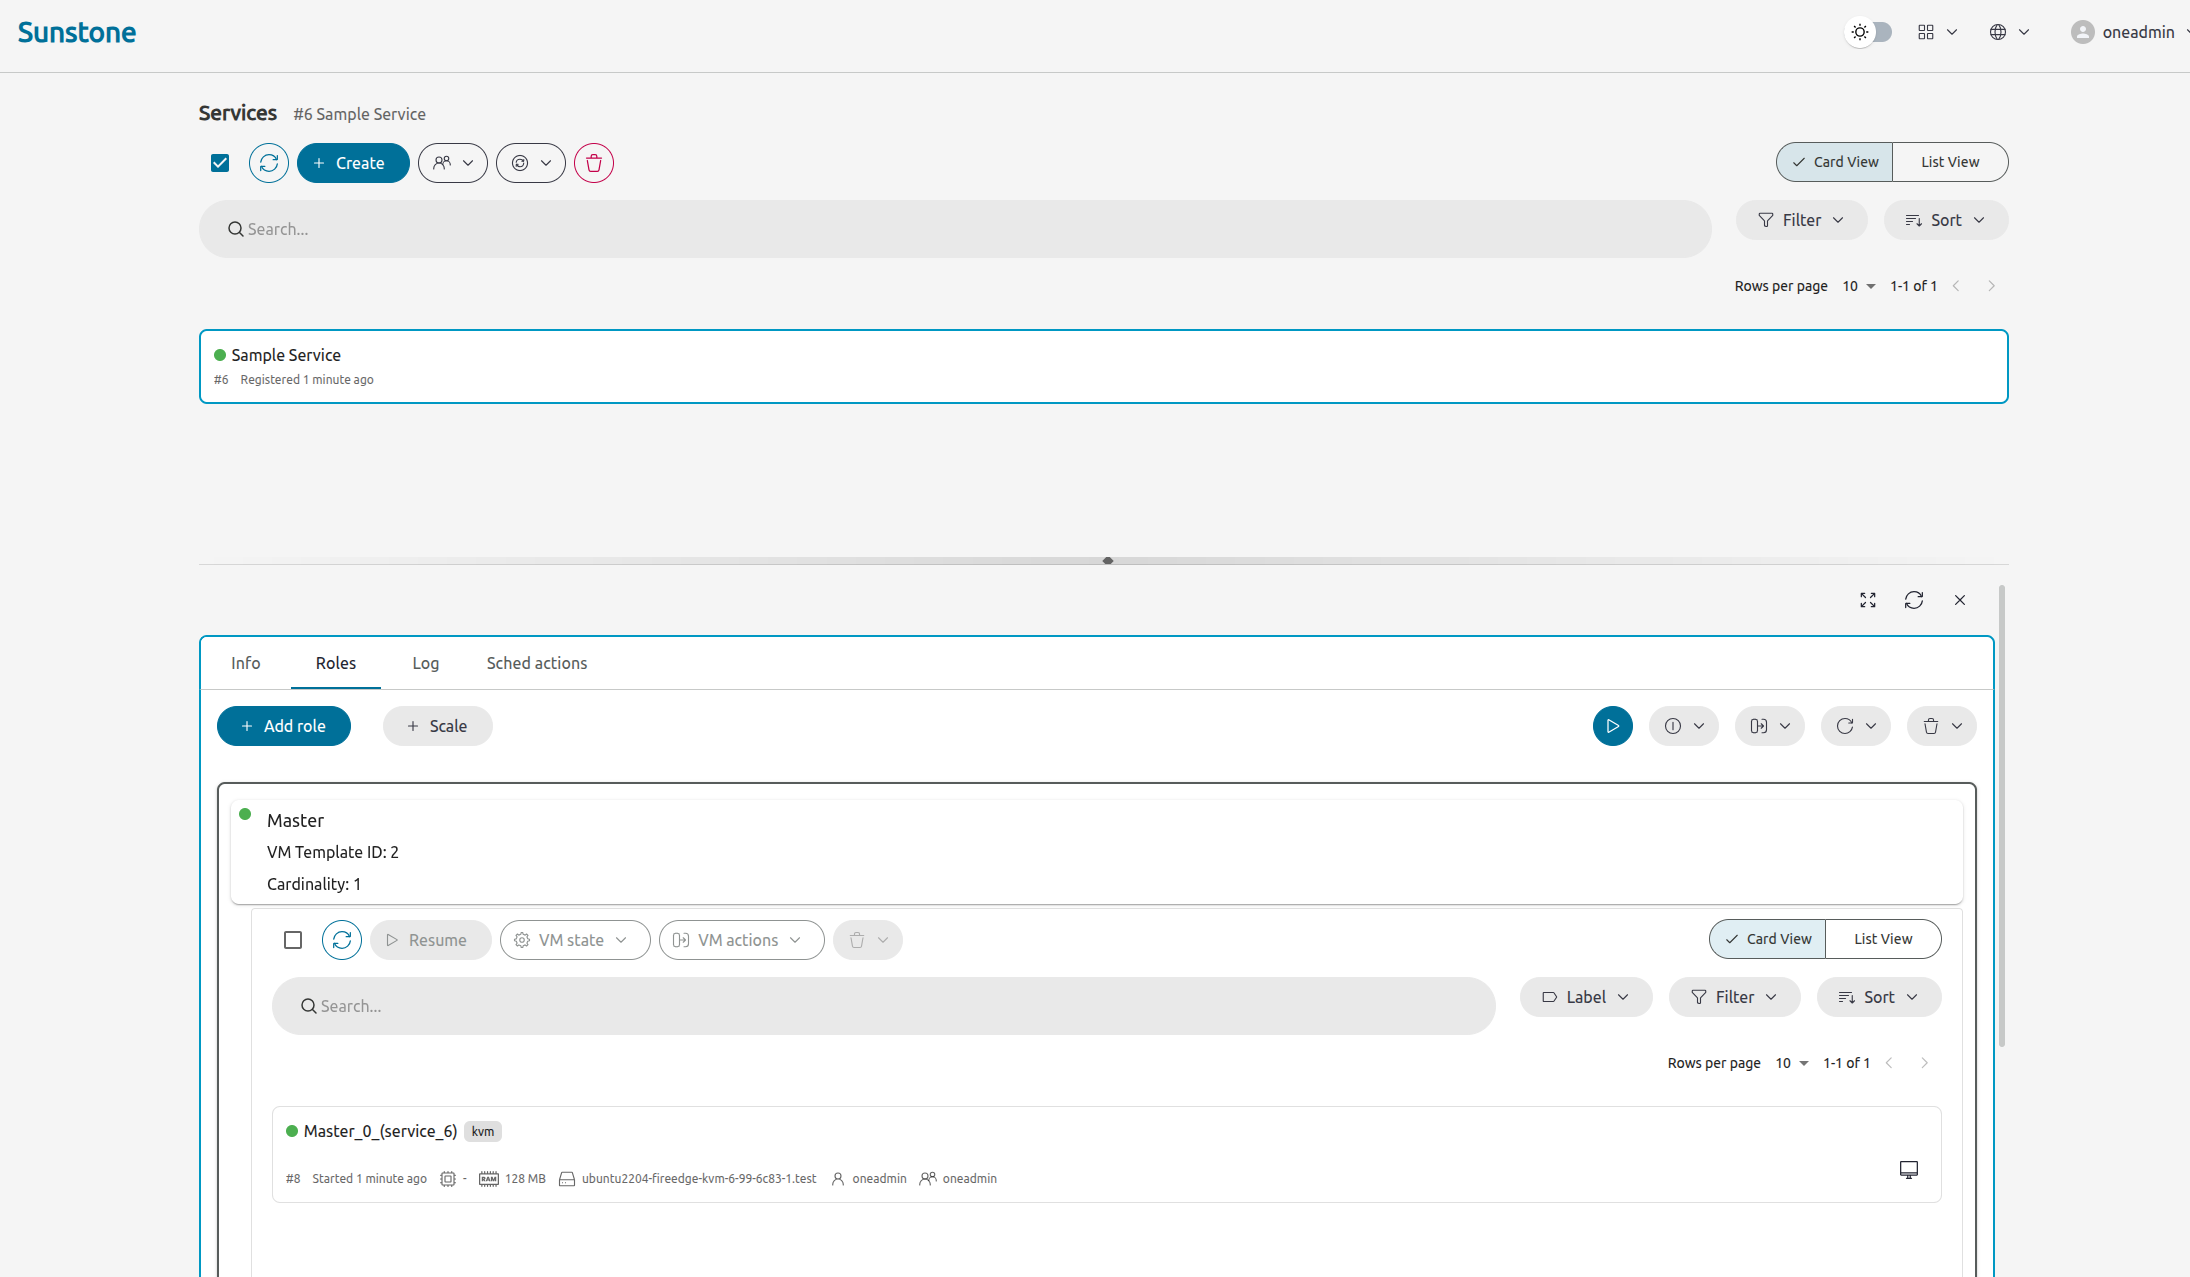 Sunstone
oneadmin
Services #6 Sample Service
Create
Card View List View
Search...
Filter Sort
Rows per page 10 1-1 of 1
Sample Service
#6 Registered 1 minute ago
Info Roles Log Sched actions
Add role Scale
Master
VM Template ID: 2
Cardinality: 1
Resume VM state VM actions Card View List View
Search...
Label Filter Sort
Rows per page 10 1-1 of 1
Master_0_(service_6) kvm
#8 Started 1 minute ago - RAM 128 MB ubuntu2204-fireedge-kvm-6-99-6c83-1.test oneadmin oneadmin